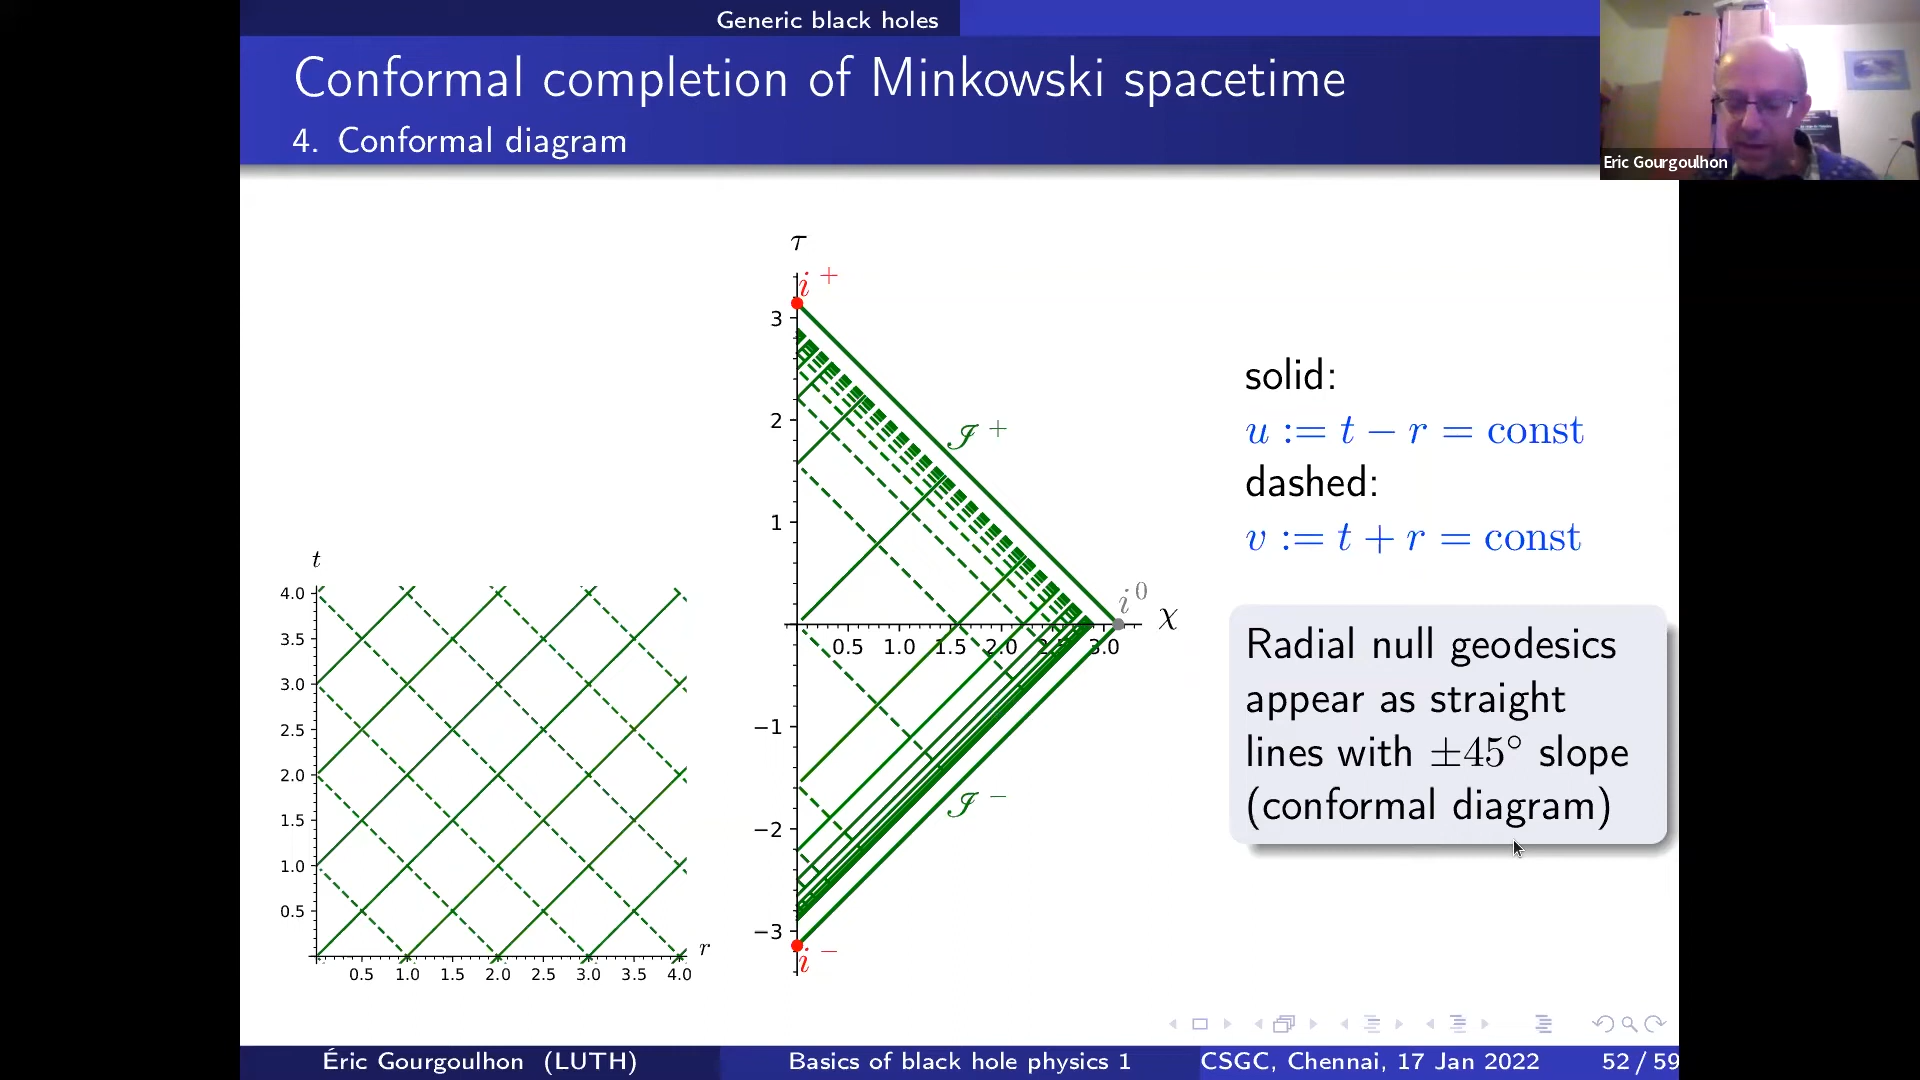 Generic black holes
Conformal completion of Minkowski spacetime
4. Conformal diagram
Eric Gourgoulhon
τ
i +
3
2
1
−1
−2
−3
i −
ℐ +
ℐ −
i 0
χ
0.5 1.0 1.5 2.0 2.5 3.0
t
4.0
3.5
3.0
2.5
2.0
1.5
1.0
0.5
0.5 1.0 1.5 2.0 2.5 3.0 3.5 4.0
r
solid:
u := t − r = const
dashed:
v := t + r = const
Radial null geodesics
appear as straight
lines with ±45° slope
(conformal diagram)
Éric Gourgoulhon (LUTH)
Basics of black hole physics 1
CSGC, Chennai, 17 Jan 2022
52 / 59